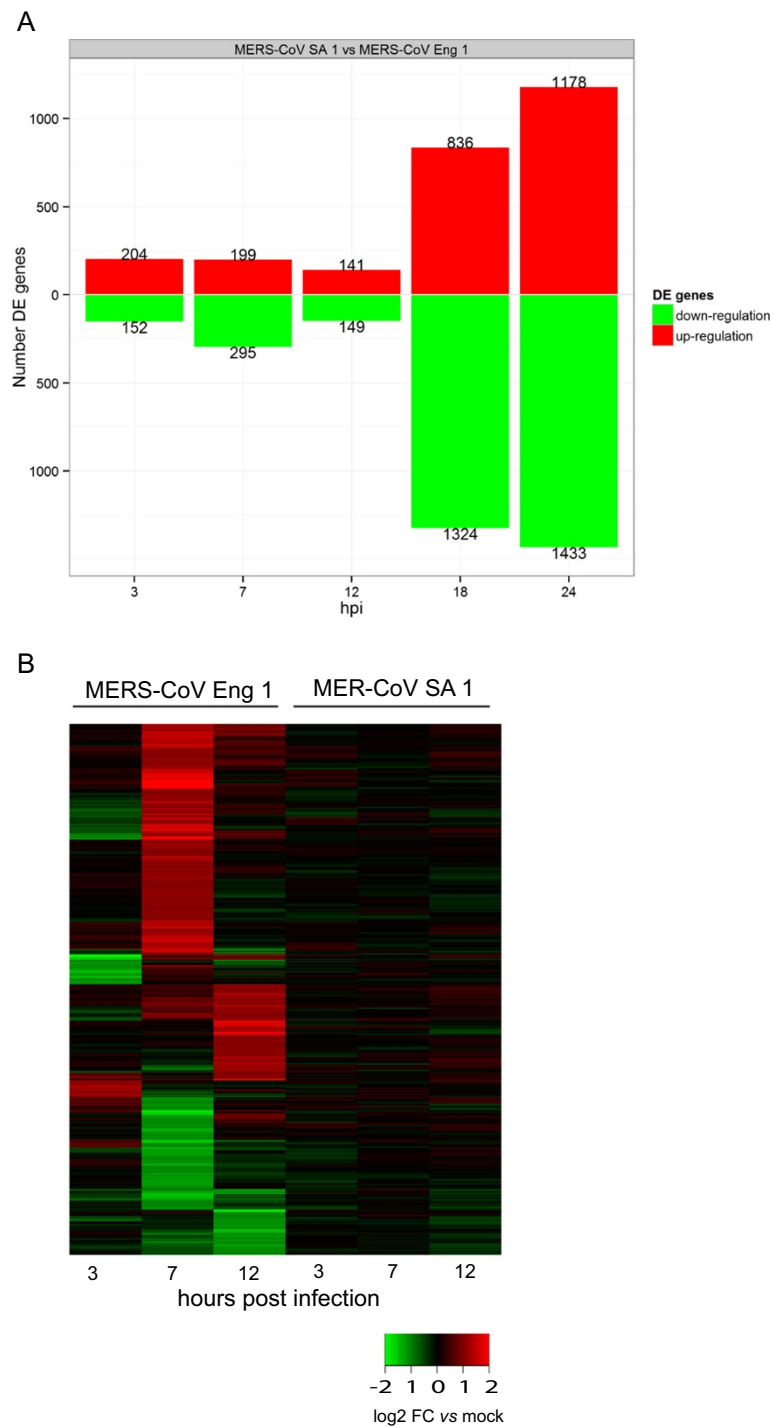 A
MERS-CoV SA 1 vs MERS-CoV Eng 1
Number DE genes
1000
500
0
500
1000
204
199
141
836
1178
152
295
149
1324
1433
3
7
12
18
24
hpi
DE genes
down-regulation
up-regulation
B
MERS-CoV Eng 1
MER-CoV SA 1
3 7 12 3 7 12
hours post infection
-2 1 0 1 2
log2 FC vs mock